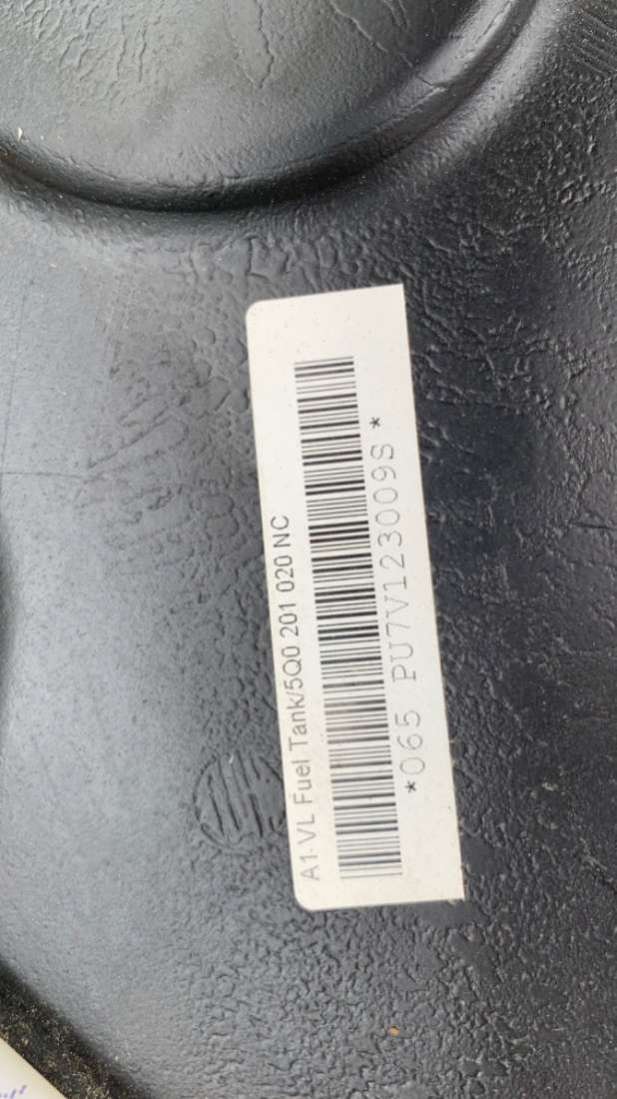 A1-VL Fuel Tank/5Q0 201 020 NC
*065 PU7V123009S *